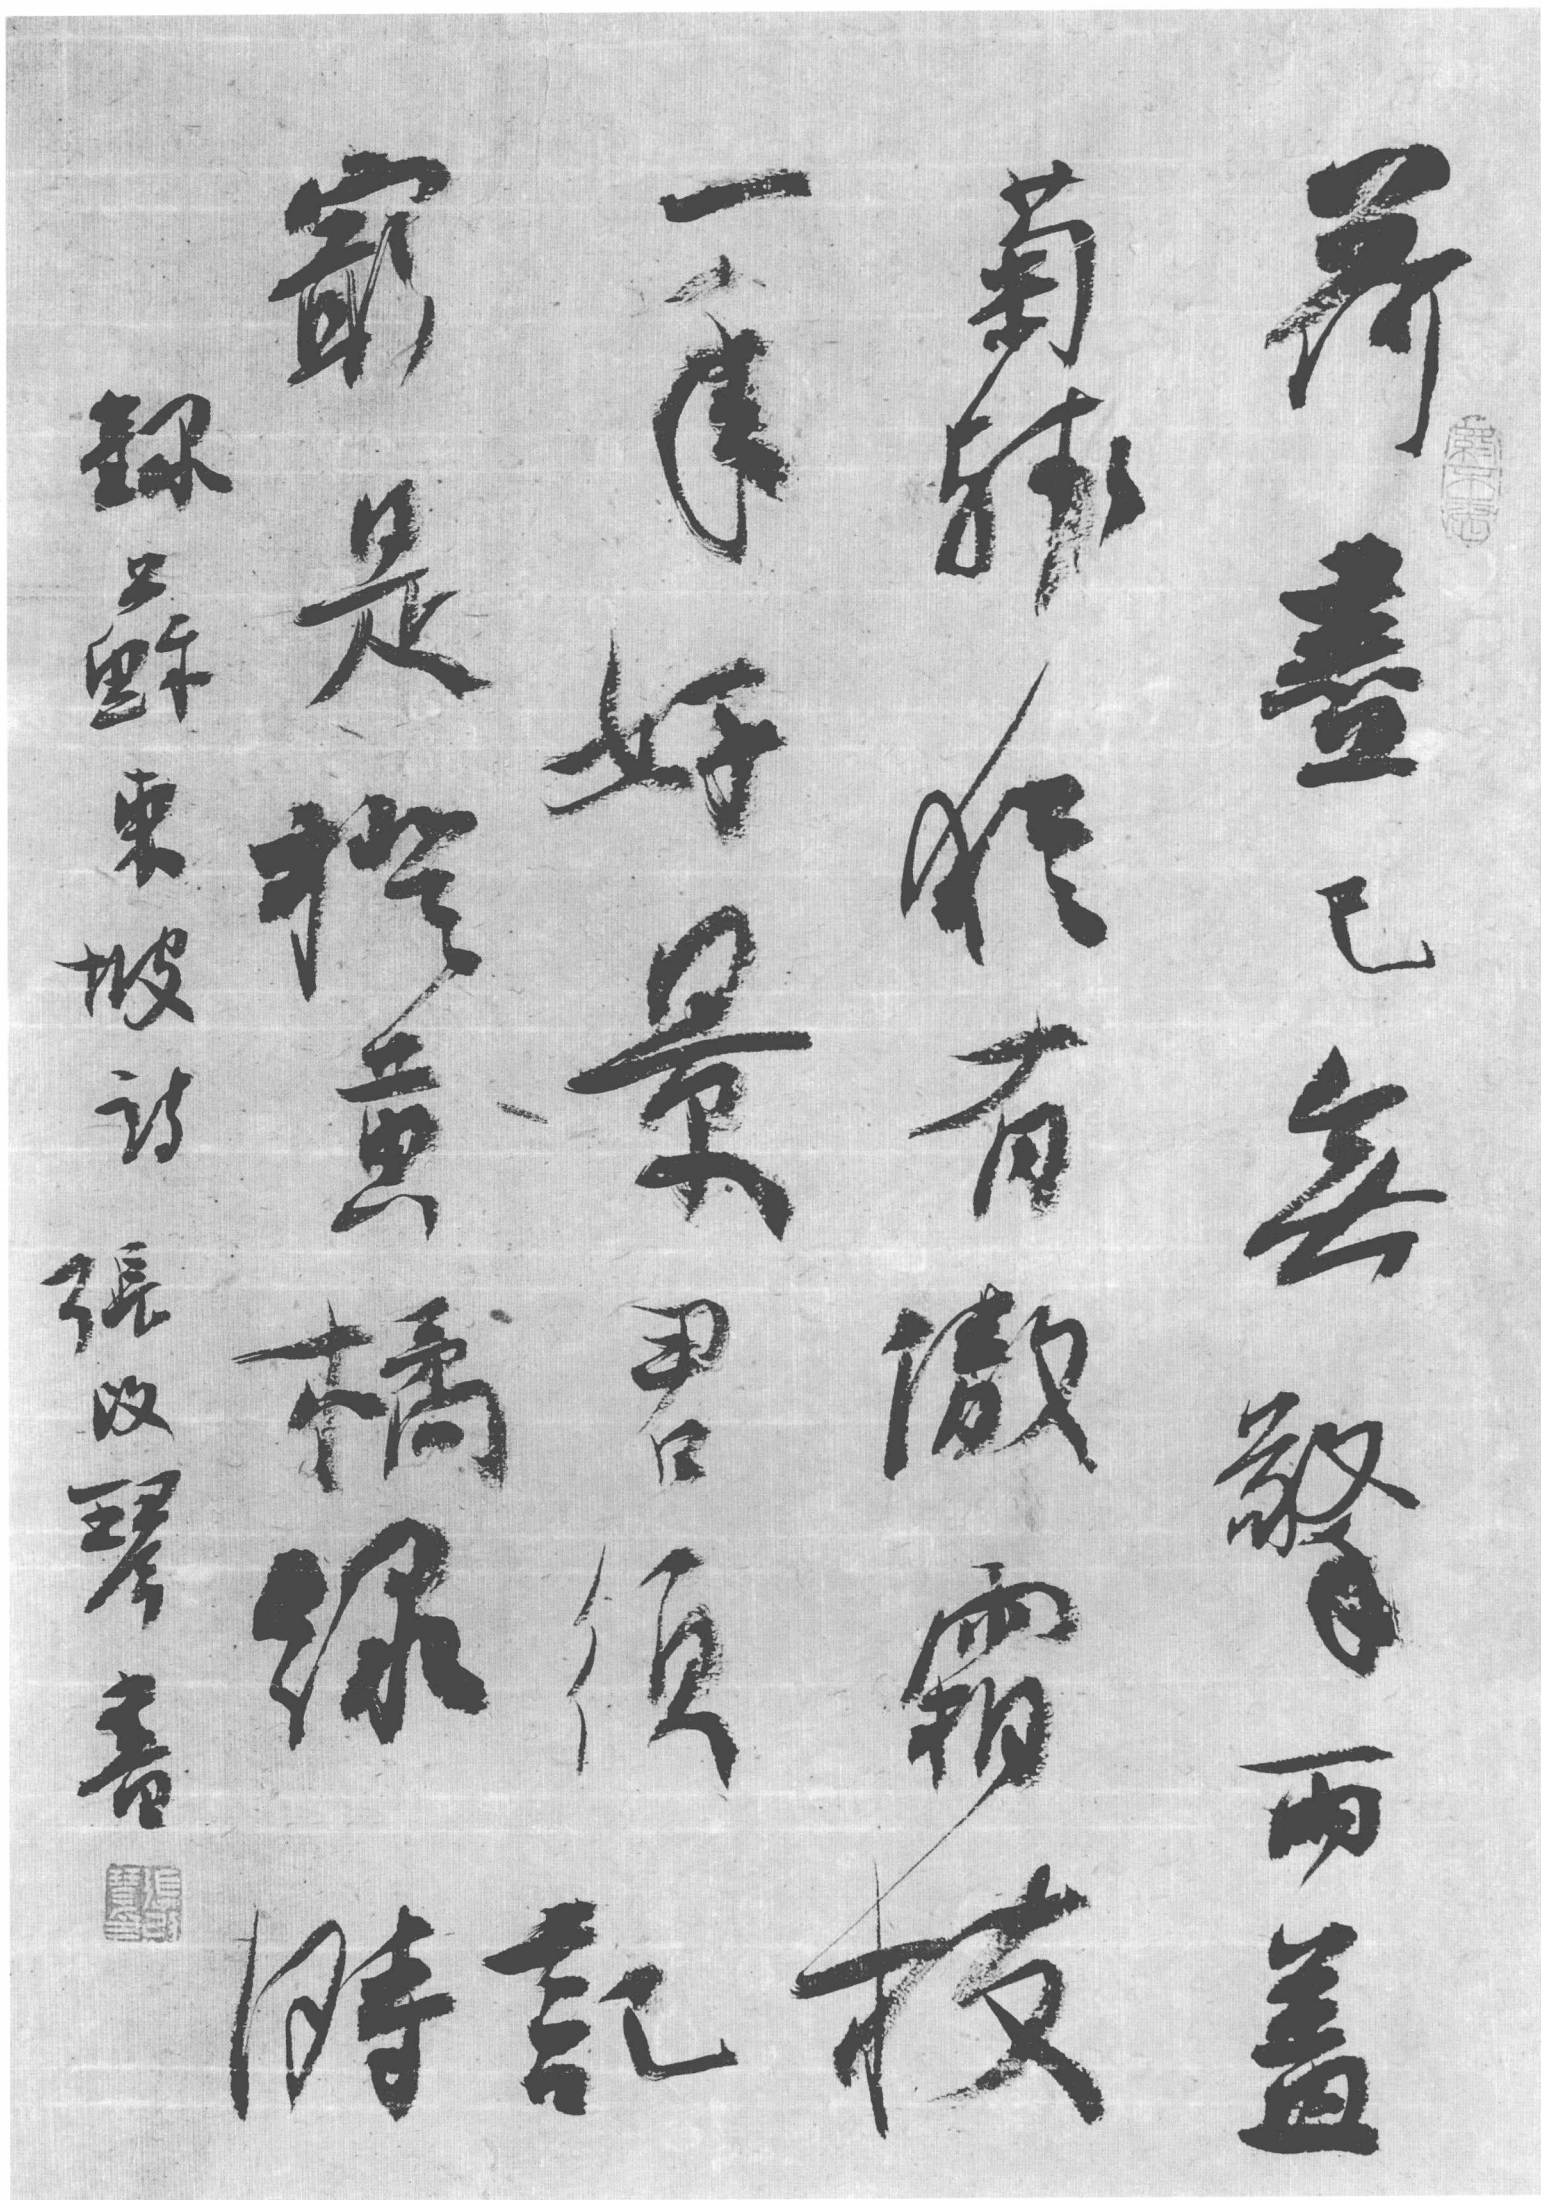 荷盡已無擎雨蓋
菊殘猶有傲霜枝
一年好景君須記
最是橙黃橘綠時
錄蘇東坡詩 張改琴書